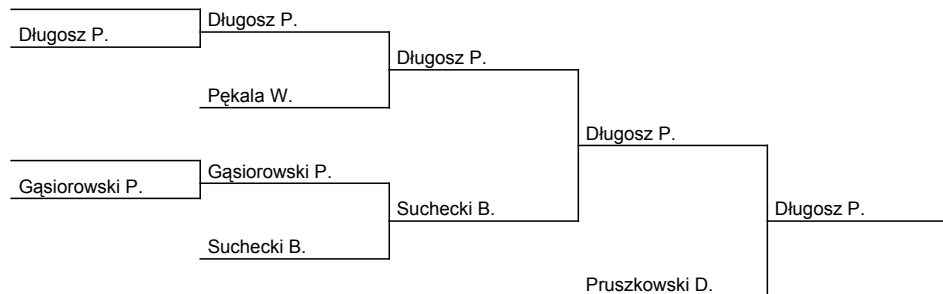 Długosz P.
Długosz P.
Długosz P.
Pękala W.
Długosz P.
Gąsiorowski P.
Gąsiorowski P.
Suchecki B.
Długosz P.
Suchecki B.
Pruszkowski D.